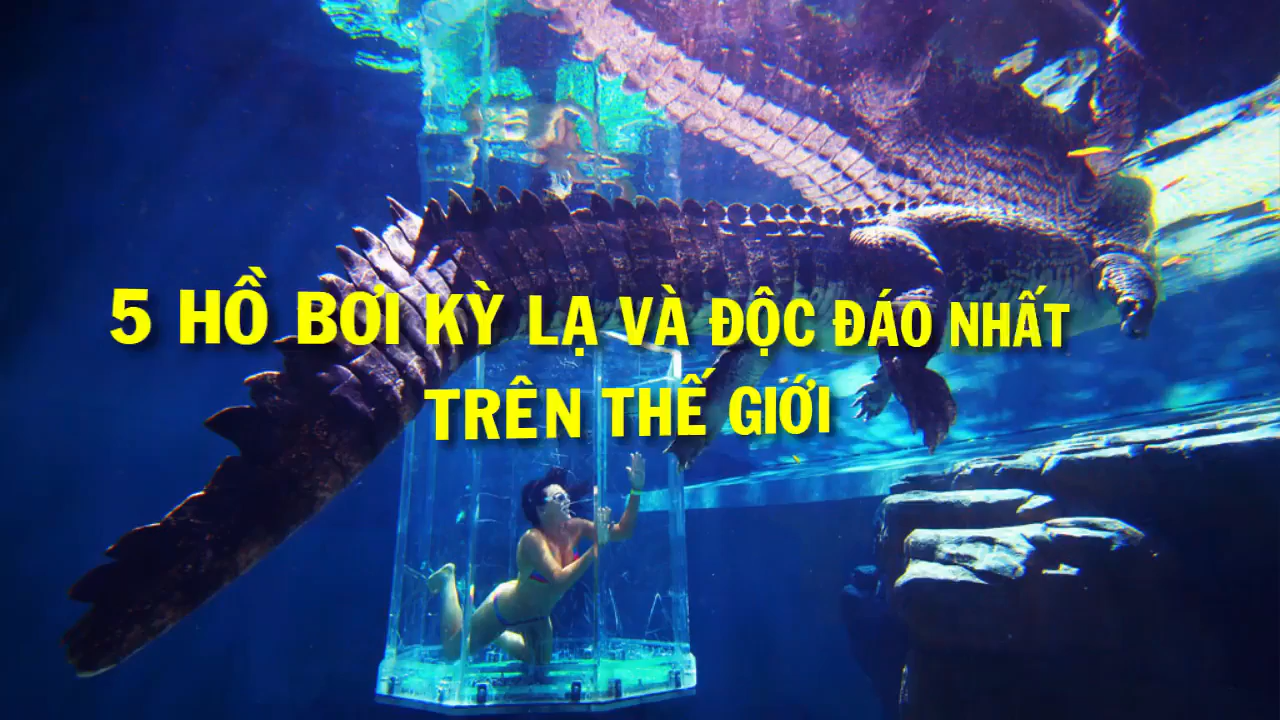 5 HỒ BƠI KỲ LẠ VÀ ĐỘC ĐÁO NHẤT
TRÊN THẾ GIỚI